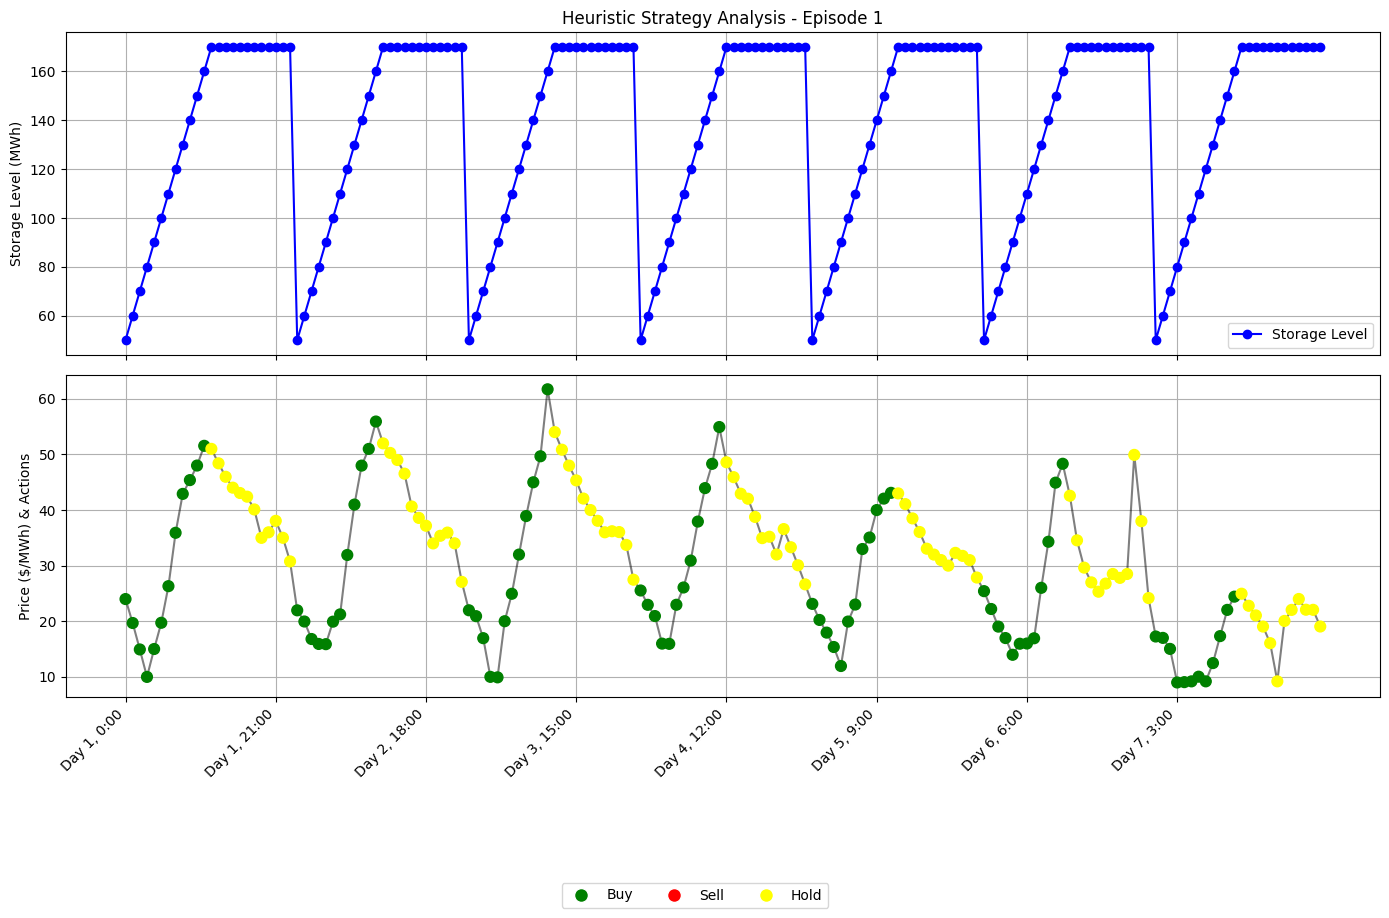 Heuristic Strategy Analysis - Episode 1
Storage Level (MWh)
160
140
120
100
80
60
Storage Level
Price ($/MWh) & Actions
60
50
40
30
20
10
Day 1, 0:00
Day 1, 21:00
Day 2, 18:00
Day 3, 15:00
Day 4, 12:00
Day 5, 9:00
Day 6, 6:00
Day 7, 3:00
Buy Sell Hold